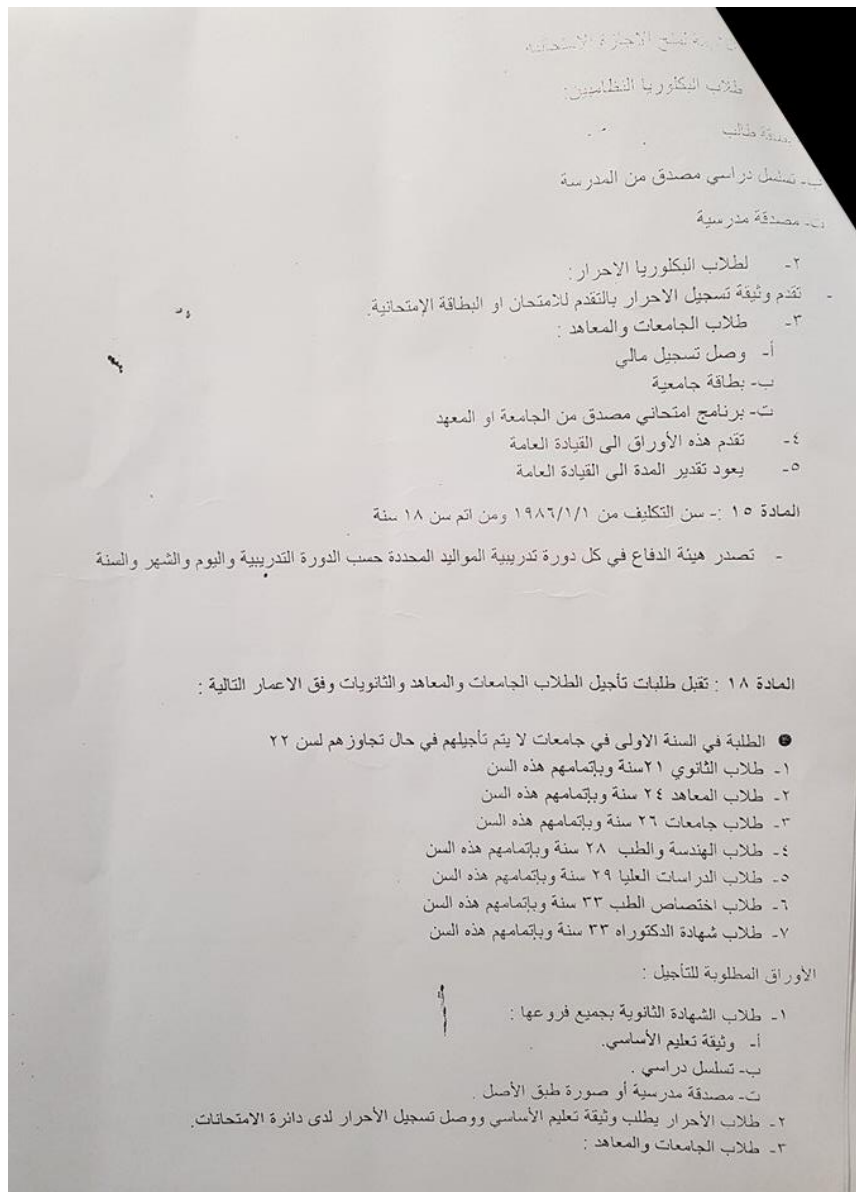 لمنح الاجازة الامتحانية
طلاب البكلوريا النظاميين:
بطاقة طالب
ب- تسلسل دراسي مصدق من المدرسة
ت- مصدقة مدرسية
٢- لطلاب البكلوريا الاحرار:
- تقدم وثيقة تسجيل الاحرار بالتقدم للامتحان او البطاقة الإمتحانية.
٣- طلاب الجامعات والمعاهد :
أ- وصل تسجيل مالي
ب- بطاقة جامعية
ت- برنامج امتحاني مصدق من الجامعة او المعهد
٤- تقدم هذه الأوراق الى القيادة العامة
٥- يعود تقدير المدة الى القيادة العامة
المادة ١٥ :- سن التكليف من ١٩٨٦/١/١ ومن اتم سن ١٨ سنة
- تصدر هيئة الدفاع في كل دورة تدريبية المواليد المحددة حسب الدورة التدريبية واليوم والشهر والسنة
المادة ١٨ : تقبل طلبات تأجيل الطلاب الجامعات والمعاهد والثانويات وفق الاعمار التالية :
● الطلبة في السنة الاولى في جامعات لا يتم تأجيلهم في حال تجاوزهم لسن ٢٢
١- طلاب الثانوي ٢١سنة وبإتمامهم هذه السن
٢- طلاب المعاهد ٢٤ سنة وبإتمامهم هذه السن
٣- طلاب جامعات ٢٦ سنة وبإتمامهم هذه السن
٤- طلاب الهندسة والطب ٢٨ سنة وبإتمامهم هذه السن
٥- طلاب الدراسات العليا ٢٩ سنة وبإتمامهم هذه السن
٦- طلاب اختصاص الطب ٣٣ سنة وبإتمامهم هذه السن
٧- طلاب شهادة الدكتوراه ٣٣ سنة وبإتمامهم هذه السن
الأوراق المطلوبة للتأجيل :
١- طلاب الشهادة الثانوية بجميع فروعها :
أ- وثيقة تعليم الأساسي.
ب- تسلسل دراسي .
ت- مصدقة مدرسية أو صورة طبق الأصل .
٢- طلاب الأحرار يطلب وثيقة تعليم الأساسي ووصل تسجيل الأحرار لدى دائرة الامتحانات.
٣- طلاب الجامعات والمعاهد :